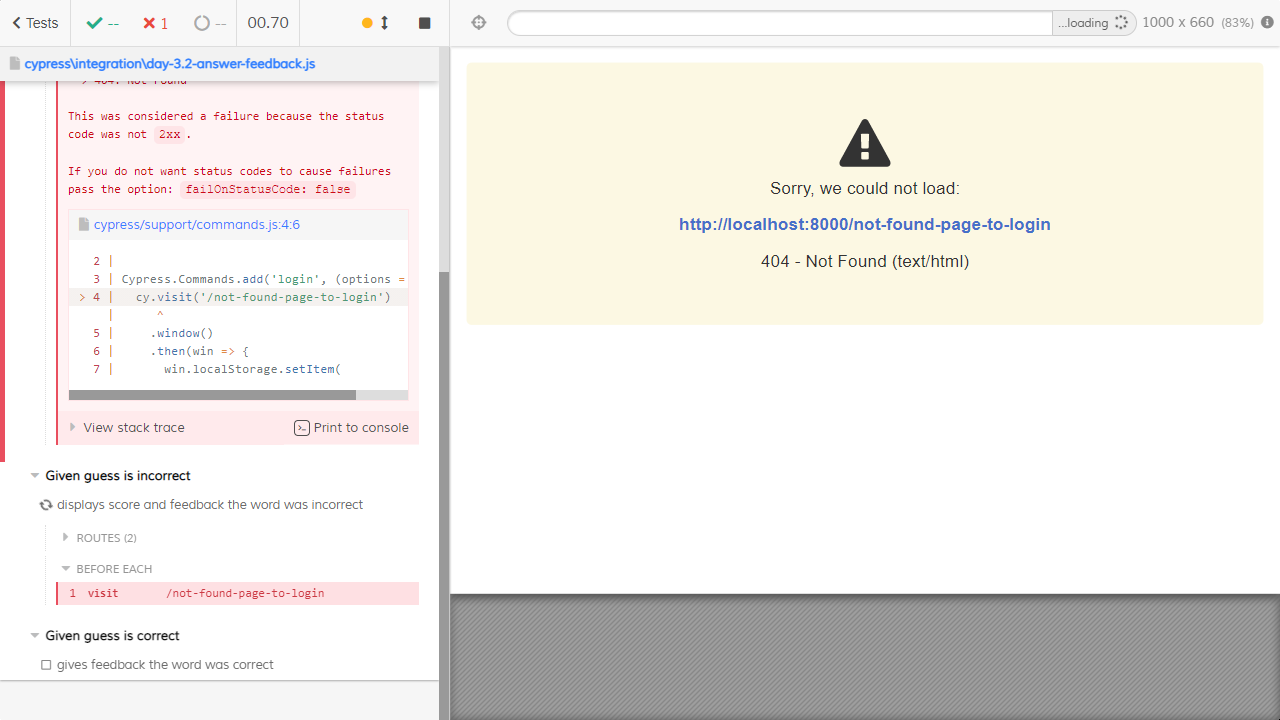 Tests
--
1
--
00.70
...loading
1000 x 660 (83%)
cypress\integration\day-3.2-answer-feedback.js
> 404: Not Found
This was considered a failure because the status
code was not 2xx.
If you do not want status codes to cause failures
pass the option: failOnStatusCode: false
cypress/support/commands.js:4:6
2 |
3 | Cypress.Commands.add('login', (options =
> 4 | cy.visit('/not-found-page-to-login')
| ^
5 | .window()
6 | .then(win => {
7 | win.localStorage.setItem(
View stack trace
Print to console
Given guess is incorrect
displays score and feedback the word was incorrect
ROUTES (2)
BEFORE EACH
1 visit /not-found-page-to-login
Given guess is correct
gives feedback the word was correct
Sorry, we could not load:
http://localhost:8000/not-found-page-to-login
404 - Not Found (text/html)